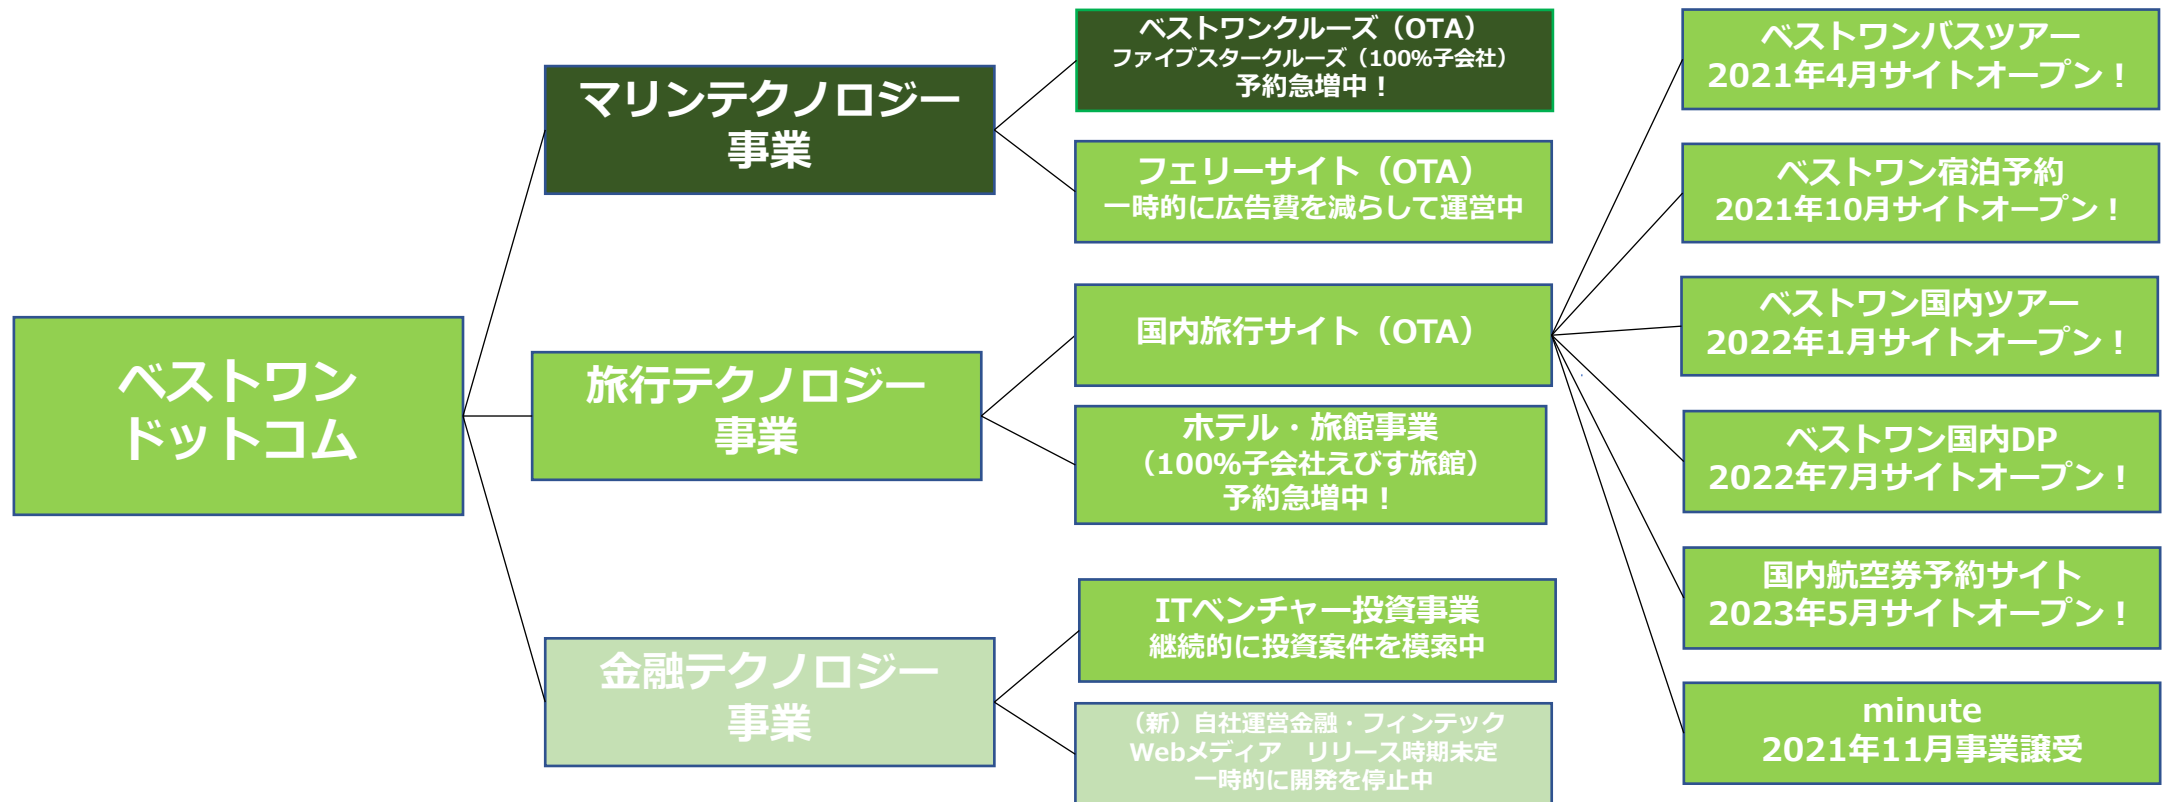 ベストワン
ドットコム
マリンテクノロジー
事業
旅行テクノロジー
事業
金融テクノロジー
事業
ベストワンクルーズ（OTA）
ファイブスタークルーズ（100%子会社）
予約急増中！
フェリーサイト（OTA）
一時的に広告費を減らして運営中
国内旅行サイト（OTA）
ホテル・旅館事業
（100%子会社えびす旅館）
予約急増中！
ITベンチャー投資事業
継続的に投資案件を模索中
（新）自社運営金融・フィンテック
Webメディア　リリース時期未定
一時的に開発を停止中
ベストワンバスツアー
2021年4月サイトオープン！
ベストワン宿泊予約
2021年10月サイトオープン！
ベストワン国内ツアー
2022年1月サイトオープン！
ベストワン国内DP
2022年7月サイトオープン！
国内航空券予約サイト
2023年5月サイトオープン！
minute
2021年11月事業譲受